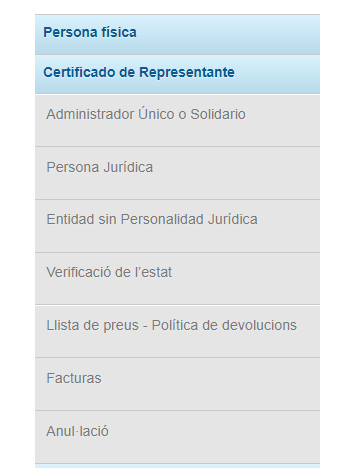 Persona física
Certificado de Representante
Administrador Único o Solidario
Persona Jurídica
Entidad sin Personalidad Jurídica
Verificació de l'estat
Llista de preus - Política de devolucions
Facturas
Anul·lació